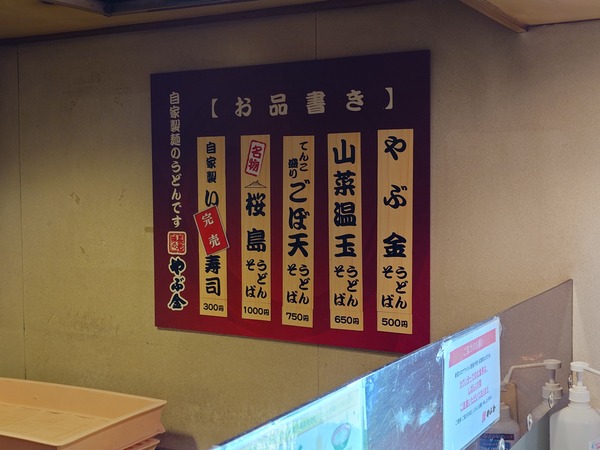 【お品書き】
やぶ金
うどん
そば
500円
山菜温玉
うどん
そば
650円
てんこ盛り
ごぼ天
うどん
そば
750円
名物
桜島
うどん
そば
1000円
自家製
い
完売
寿司
300円
自家製麺のうどんです
やぶ金